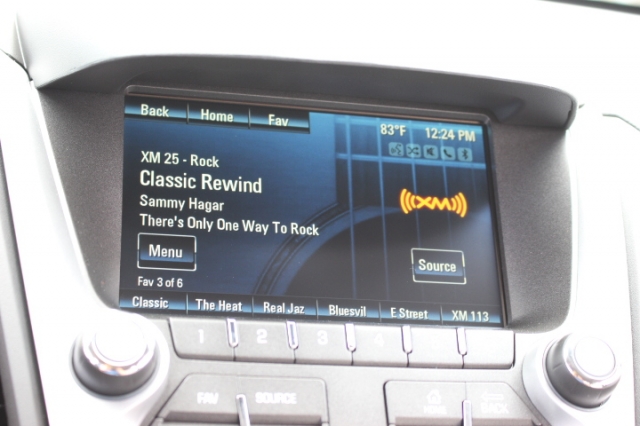 Back Home Fav
83°F 12:24 PM
XM 25 - Rock
Classic Rewind
Sammy Hagar
There's Only One Way To Rock
XM
Menu
Source
Fav 3 of 6
Classic The Heat Real Jaz Bluesvil E Street XM 113
1 2 3 4
FAV SOURCE HOME BACK